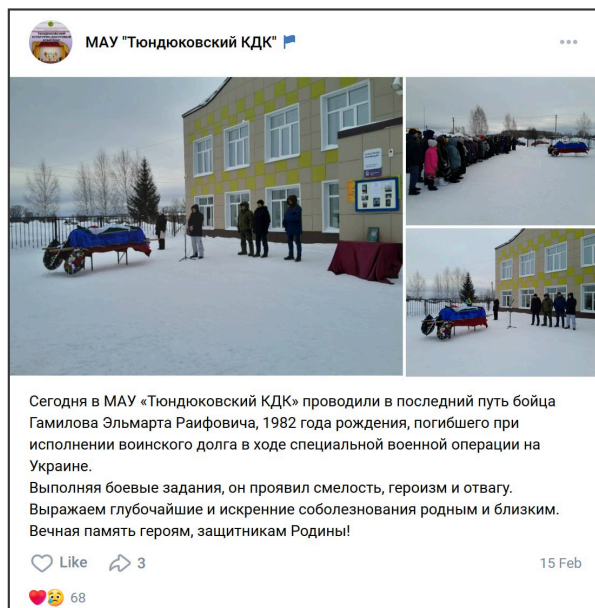 МАУ "Тюндюковский КДК"
Сегодня в МАУ «Тюндюковский КДК» проводили в последний путь бойца
Гамилова Эльмарта Раифовича, 1982 года рождения, погибшего при
исполнении воинского долга в ходе специальной военной операции на
Украине.
Выполняя боевые задания, он проявил смелость, героизм и отвагу.
Выражаем глубочайшие и искренние соболезнования родным и близким.
Вечная память героям, защитникам Родины!
Like 3 15 Feb
68